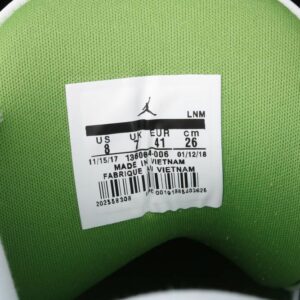 LNM
US UK EUR cm
8 7 41 26
11/15/17 136064-006 01/12/18
MADE IN VIETNAM
FABRIQUE AU VIETNAM
202358308